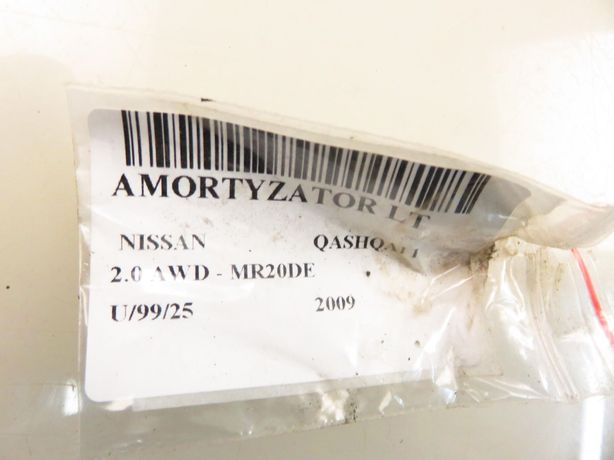 AMORTYZATOR LT
NISSAN QASHQAI I
2.0 AWD - MR20DE
U/99/25 2009